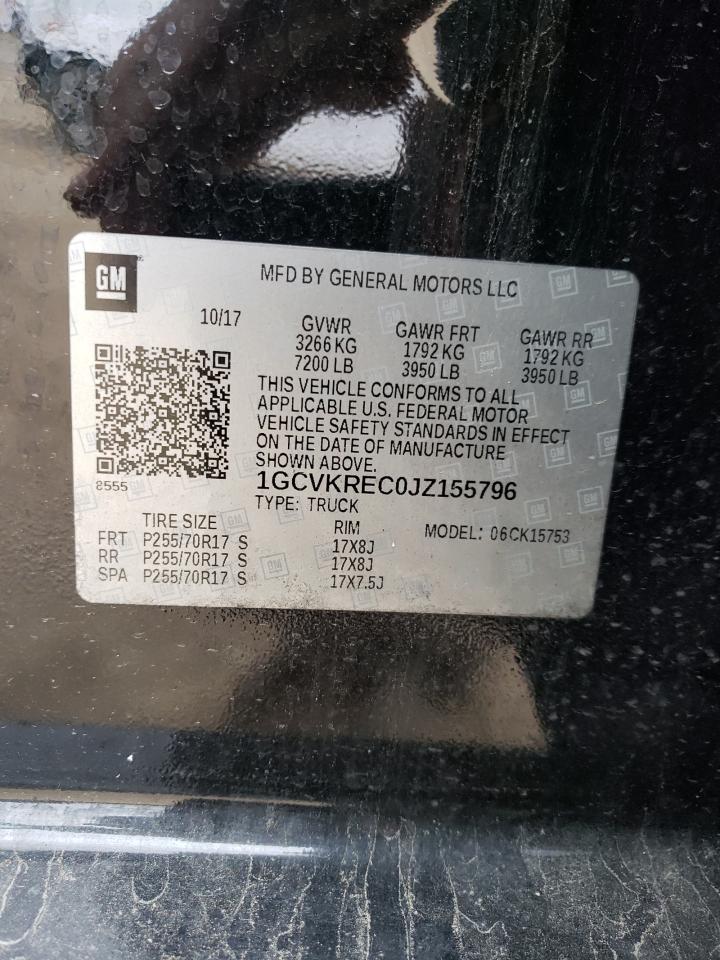 GM
MFD BY GENERAL MOTORS LLC
10/17 GVWR GAWR FRT GAWR RR
3266 KG 1792 KG 1792 KG
7200 LB 3950 LB 3950 LB
THIS VEHICLE CONFORMS TO ALL
APPLICABLE U.S. FEDERAL MOTOR
VEHICLE SAFETY STANDARDS IN EFFECT
ON THE DATE OF MANUFACTURE
SHOWN ABOVE.
8555 1GCVKREC0JZ155796
TYPE: TRUCK
TIRE SIZE RIM MODEL: 06CK15753
FRT P255/70R17 S 17X8J
RR P255/70R17 S 17X8J
SPA P255/70R17 S 17X7.5J